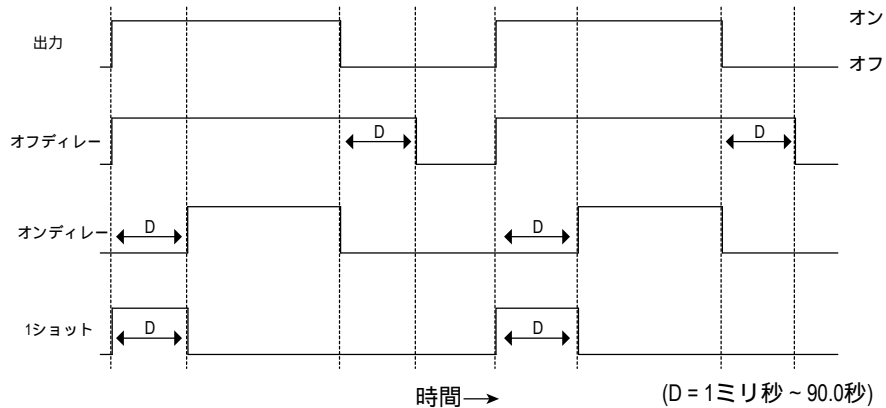 オン
出力
オフ
オフディレー
D
D
オンディレー
D
D
1ショット
D
D
時間
(D = 1ミリ秒 ~ 90.0秒)